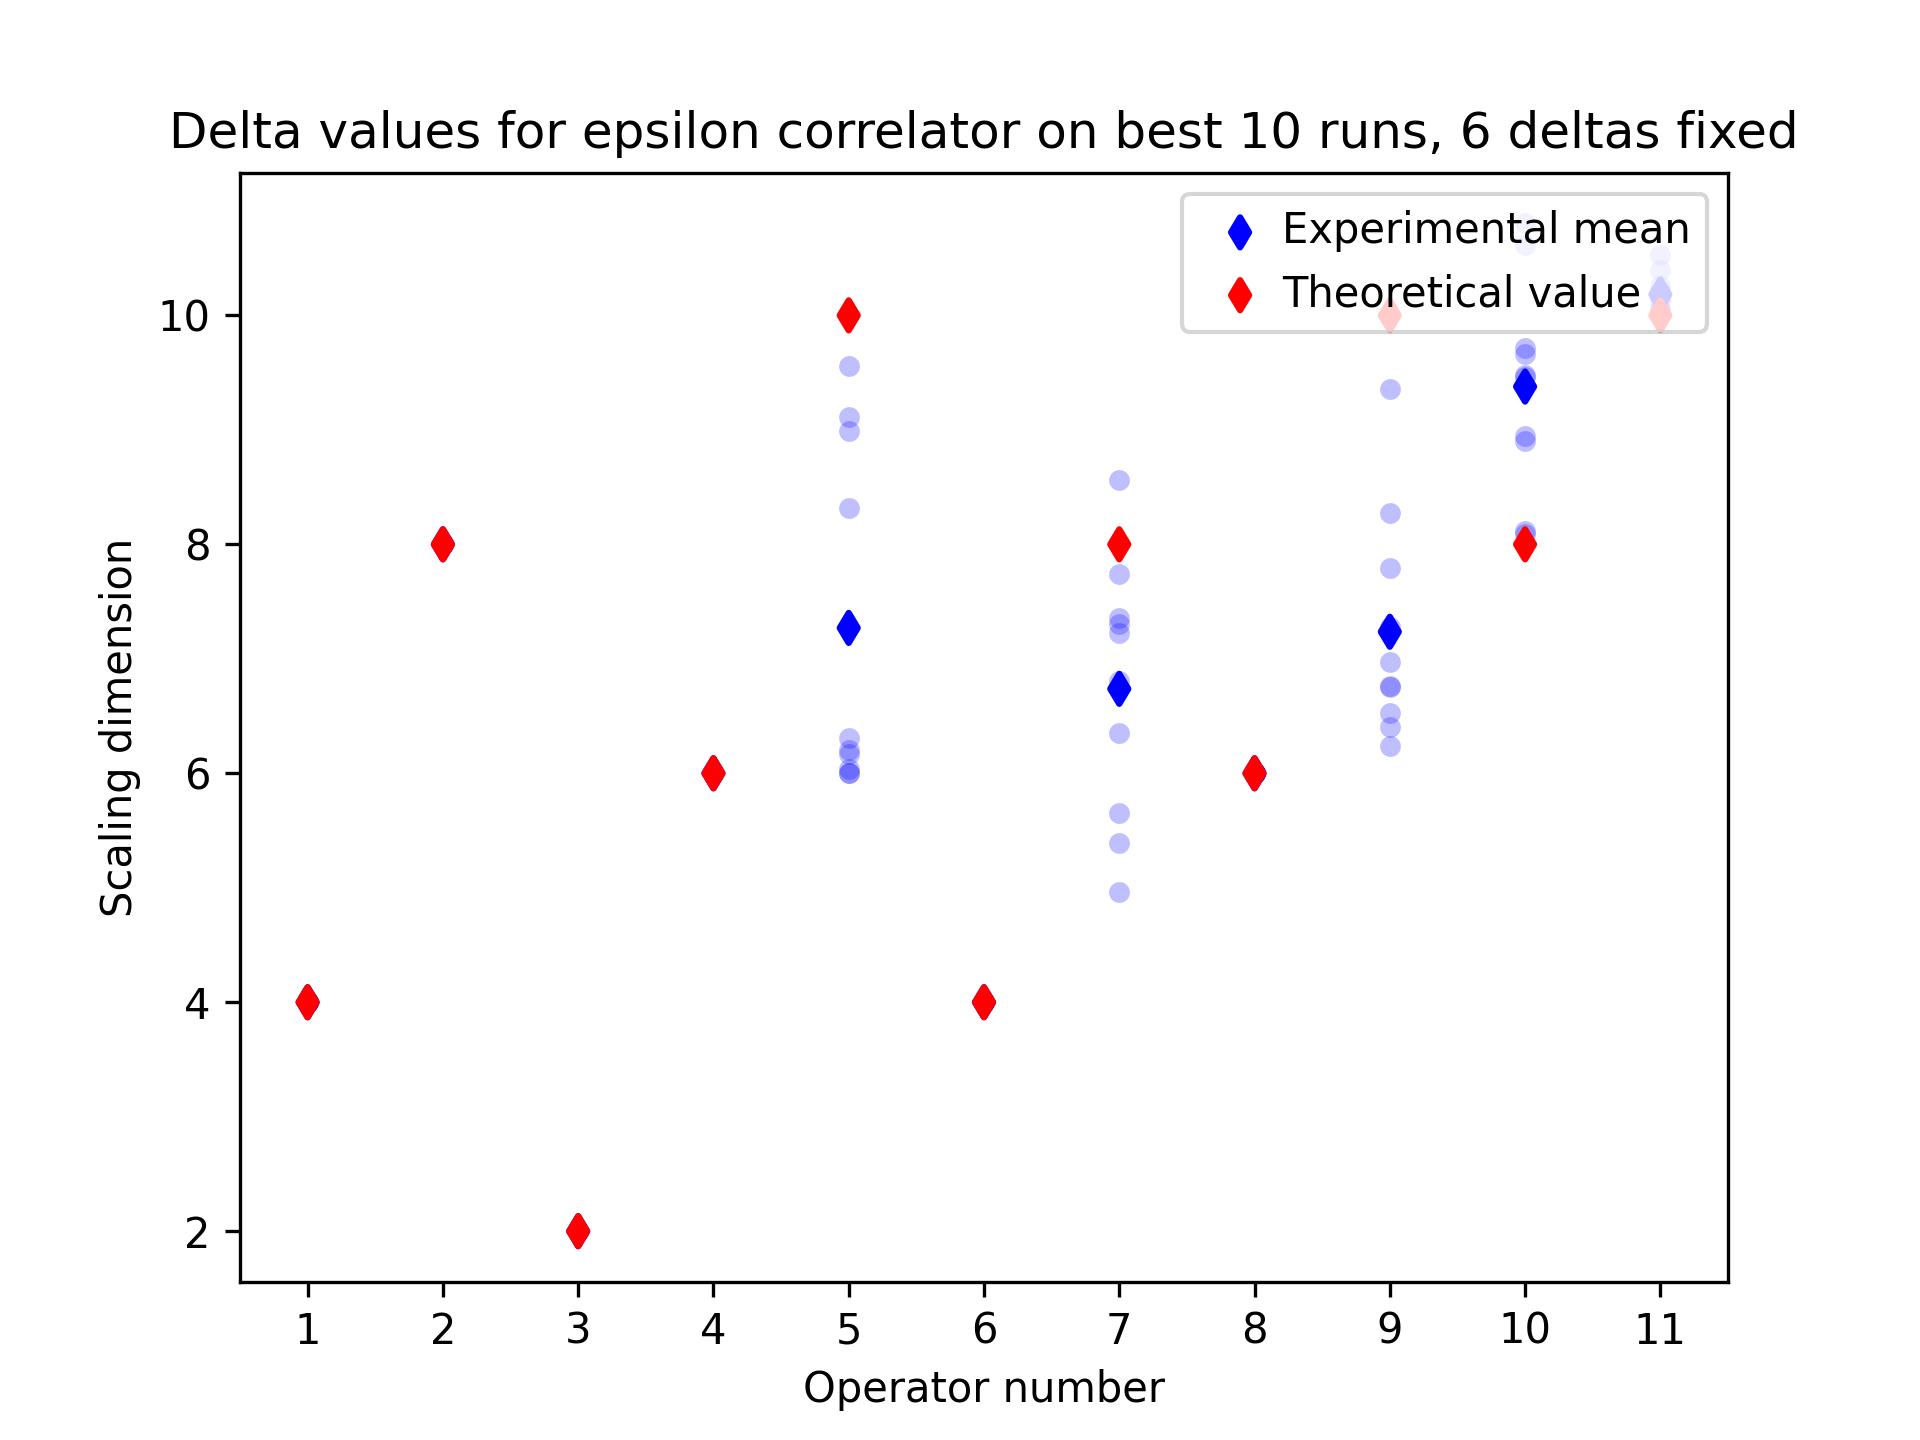 Delta values for epsilon correlator on best 10 runs, 6 deltas fixed
Experimental mean
Theoretical value
10
8
6
4
2
Scaling dimension
1 2 3 4 5 6 7 8 9 10 11
Operator number